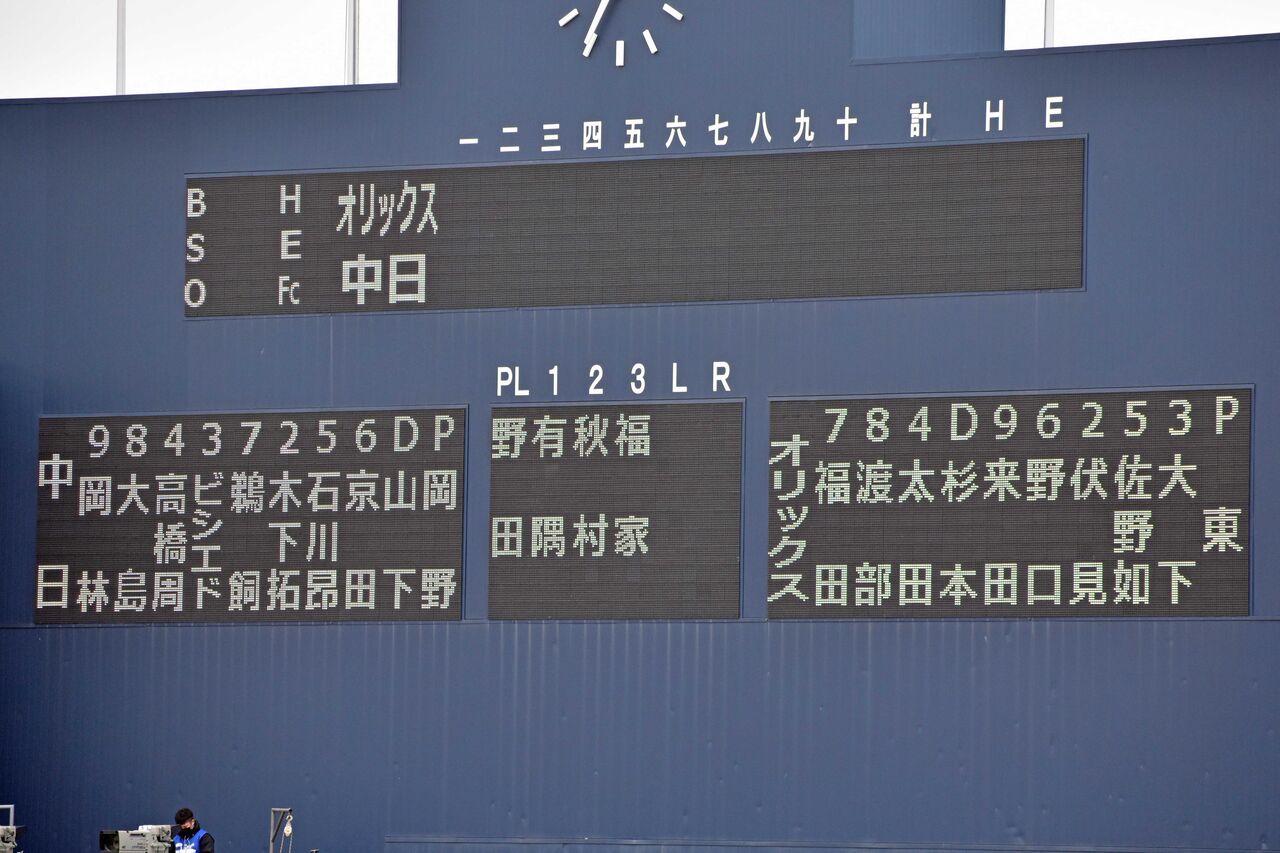 一 二 三 四 五 六 七 八 九 十 計 H E
B H オリックス
S E
O Fc 中日
中日
9 8 4 3 7 2 5 6 D P
岡林
大島
高橋周
ビシエド
鵜飼
木下拓
石川昂
京田
山下
岡野
PL 1 2 3 L R
野田
有隅
秋村
福家
オリックス
7 8 4 D 9 6 2 5 3 P
福田
渡部
太田
杉本
来田
野口
伏見
佐野如
大下
東